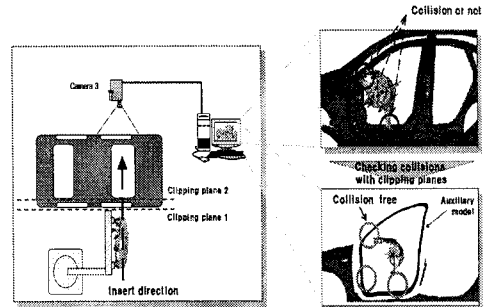 Camera 3
Clipping plane 2
Clipping plane 1
Insert direction
Collision or not
Checking collisions
with clipping planes
Collision free
Auxiliary
model